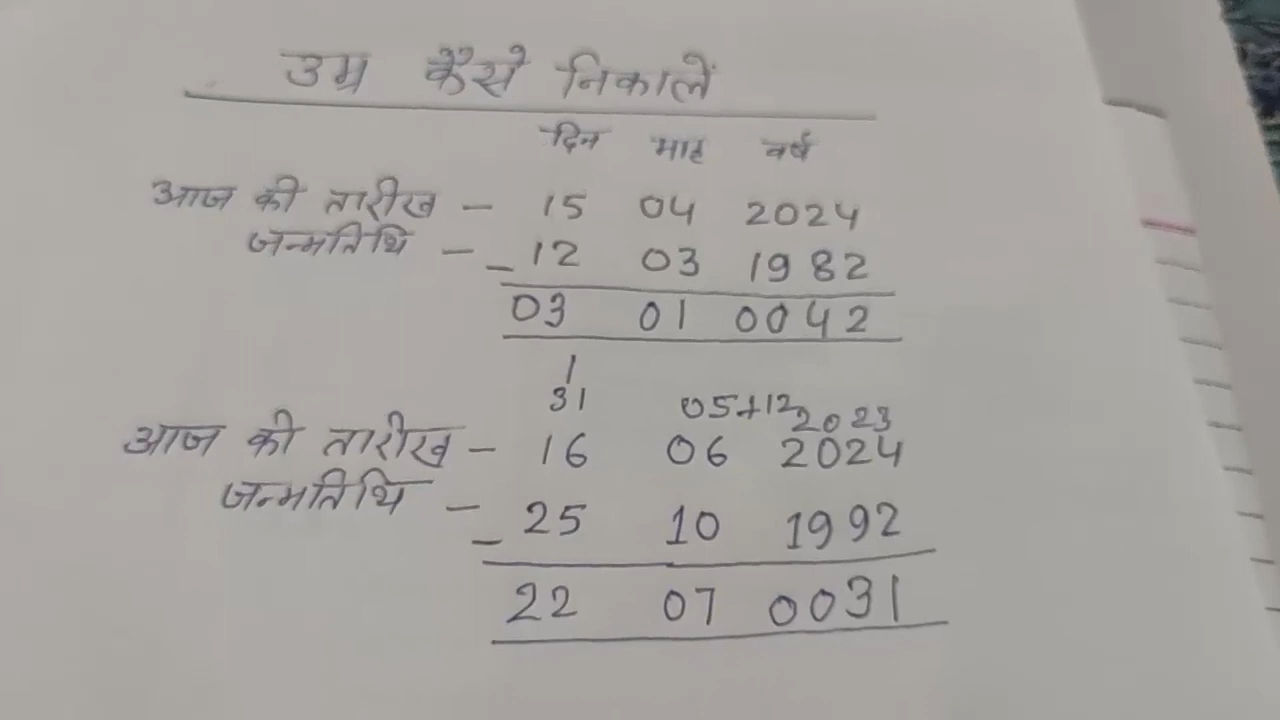 उम्र कैसे निकालें
दिन माह वर्ष
आज की तारीख - 15 04 2024
जन्मतिथि - - 12 03 1982
03 01 0042
1
31 05+12 2023
आज की तारीख - 16 06 2024
जन्मतिथि - - 25 10 1992
22 07 0031